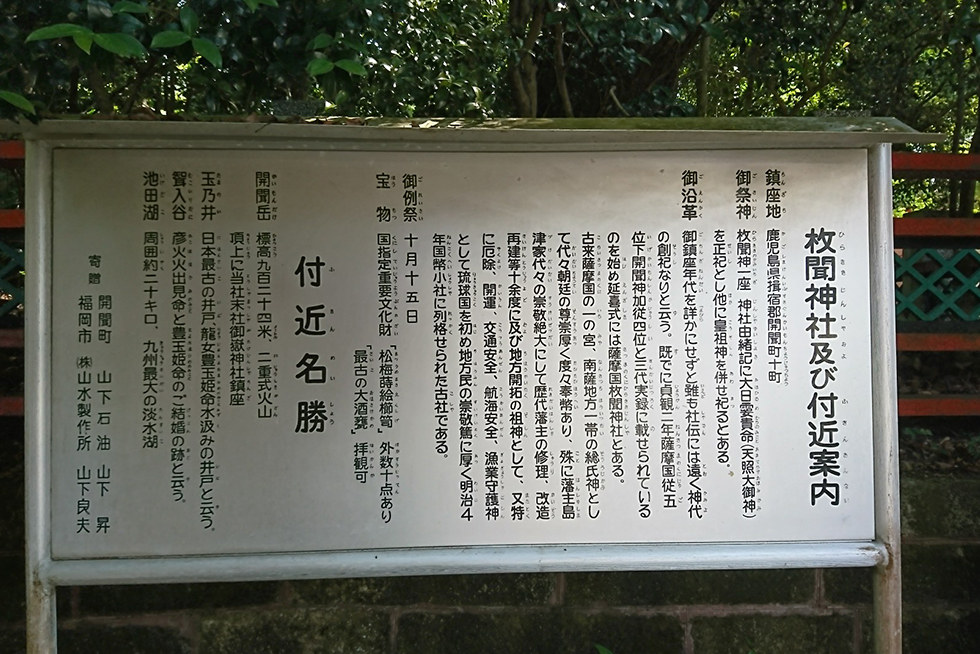 枚聞神社及び付近案内
鎮座地 鹿児島県揖宿郡開聞町十町
御祭神 枚聞神一座 神社由緒記に大日孁貴命(天照大御神)
を正祀とし他に皇祖神を併せ祀るとある。
御沿革 御鎮座年代を詳かにせずと雖も社伝には遠く神代
の創祀なりと云う。既でに貞観二年薩摩国従五
位下開聞神加従四位と三代実録に載せられている
のを始め延喜式には薩摩国枚聞神社とある。
古来薩摩国の一の宮、南薩地方一帯の総氏神とし
て代々朝廷の尊崇厚く度々奉幣あり、殊に藩主島
津家代々の崇敬絶大にして歴代藩主の修理、改造
再建等十余度に及び地方開拓の祖神として、又特
に厄除、開運、交通安全、航海安全、漁業守護神
として琉球国を初め地方民の崇敬篤に厚く明治4
年国幣小社に列格せられた古社である。
御例祭 十月十五日
宝物 国指定重要文化財 「松梅蒔絵櫛笥」 外数十点あり
「最古の大酒甕」 拝観可
付近名勝
開聞岳 標高九百二十四米、二重式火山
頂上に当社末社御嶽神社鎮座
玉乃井 日本最古の井戸、龍女豊玉姫命水汲みの井戸と云う。
聟入谷 彦火火出見命と豊玉姫命のご結婚の跡と云う。
池田湖 周囲約二十キロ、九州最大の淡水湖
寄贈 開聞町 山下石油 山下 昇
福岡市 ㈱山水製作所 山下良夫